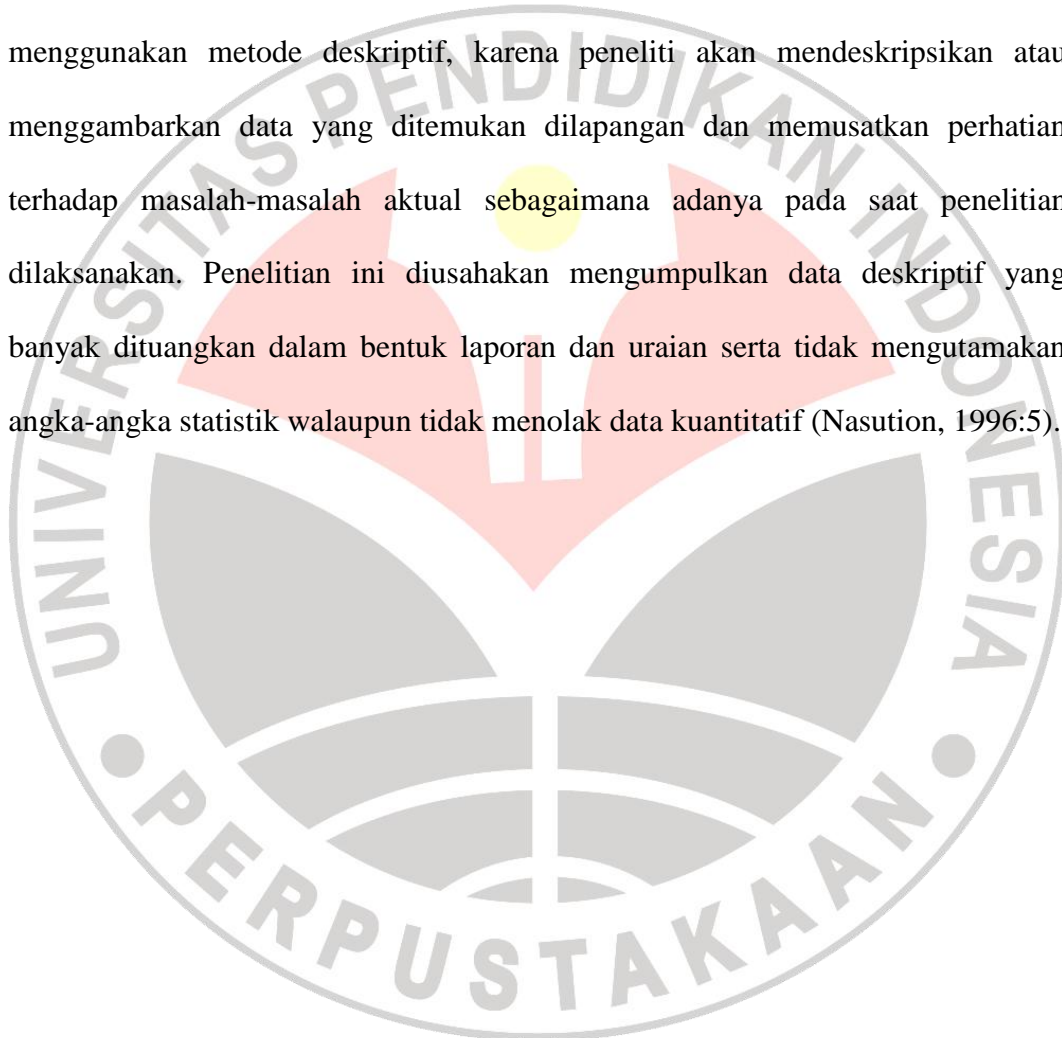 menggunakan metode deskriptif, karena peneliti akan mendeskripsikan atau
menggambarkan data yang ditemukan dilapangan dan memusatkan perhatian
terhadap masalah-masalah aktual sebagaimana adanya pada saat penelitian
dilaksanakan. Penelitian ini diusahakan mengumpulkan data deskriptif yang
banyak dituangkan dalam bentuk laporan dan uraian serta tidak mengutamakan
angka-angka statistik walaupun tidak menolak data kuantitatif (Nasution, 1996:5).
UNIVERSITAS PENDIDIKAN INDONESIA
PERPUSTAKAAN